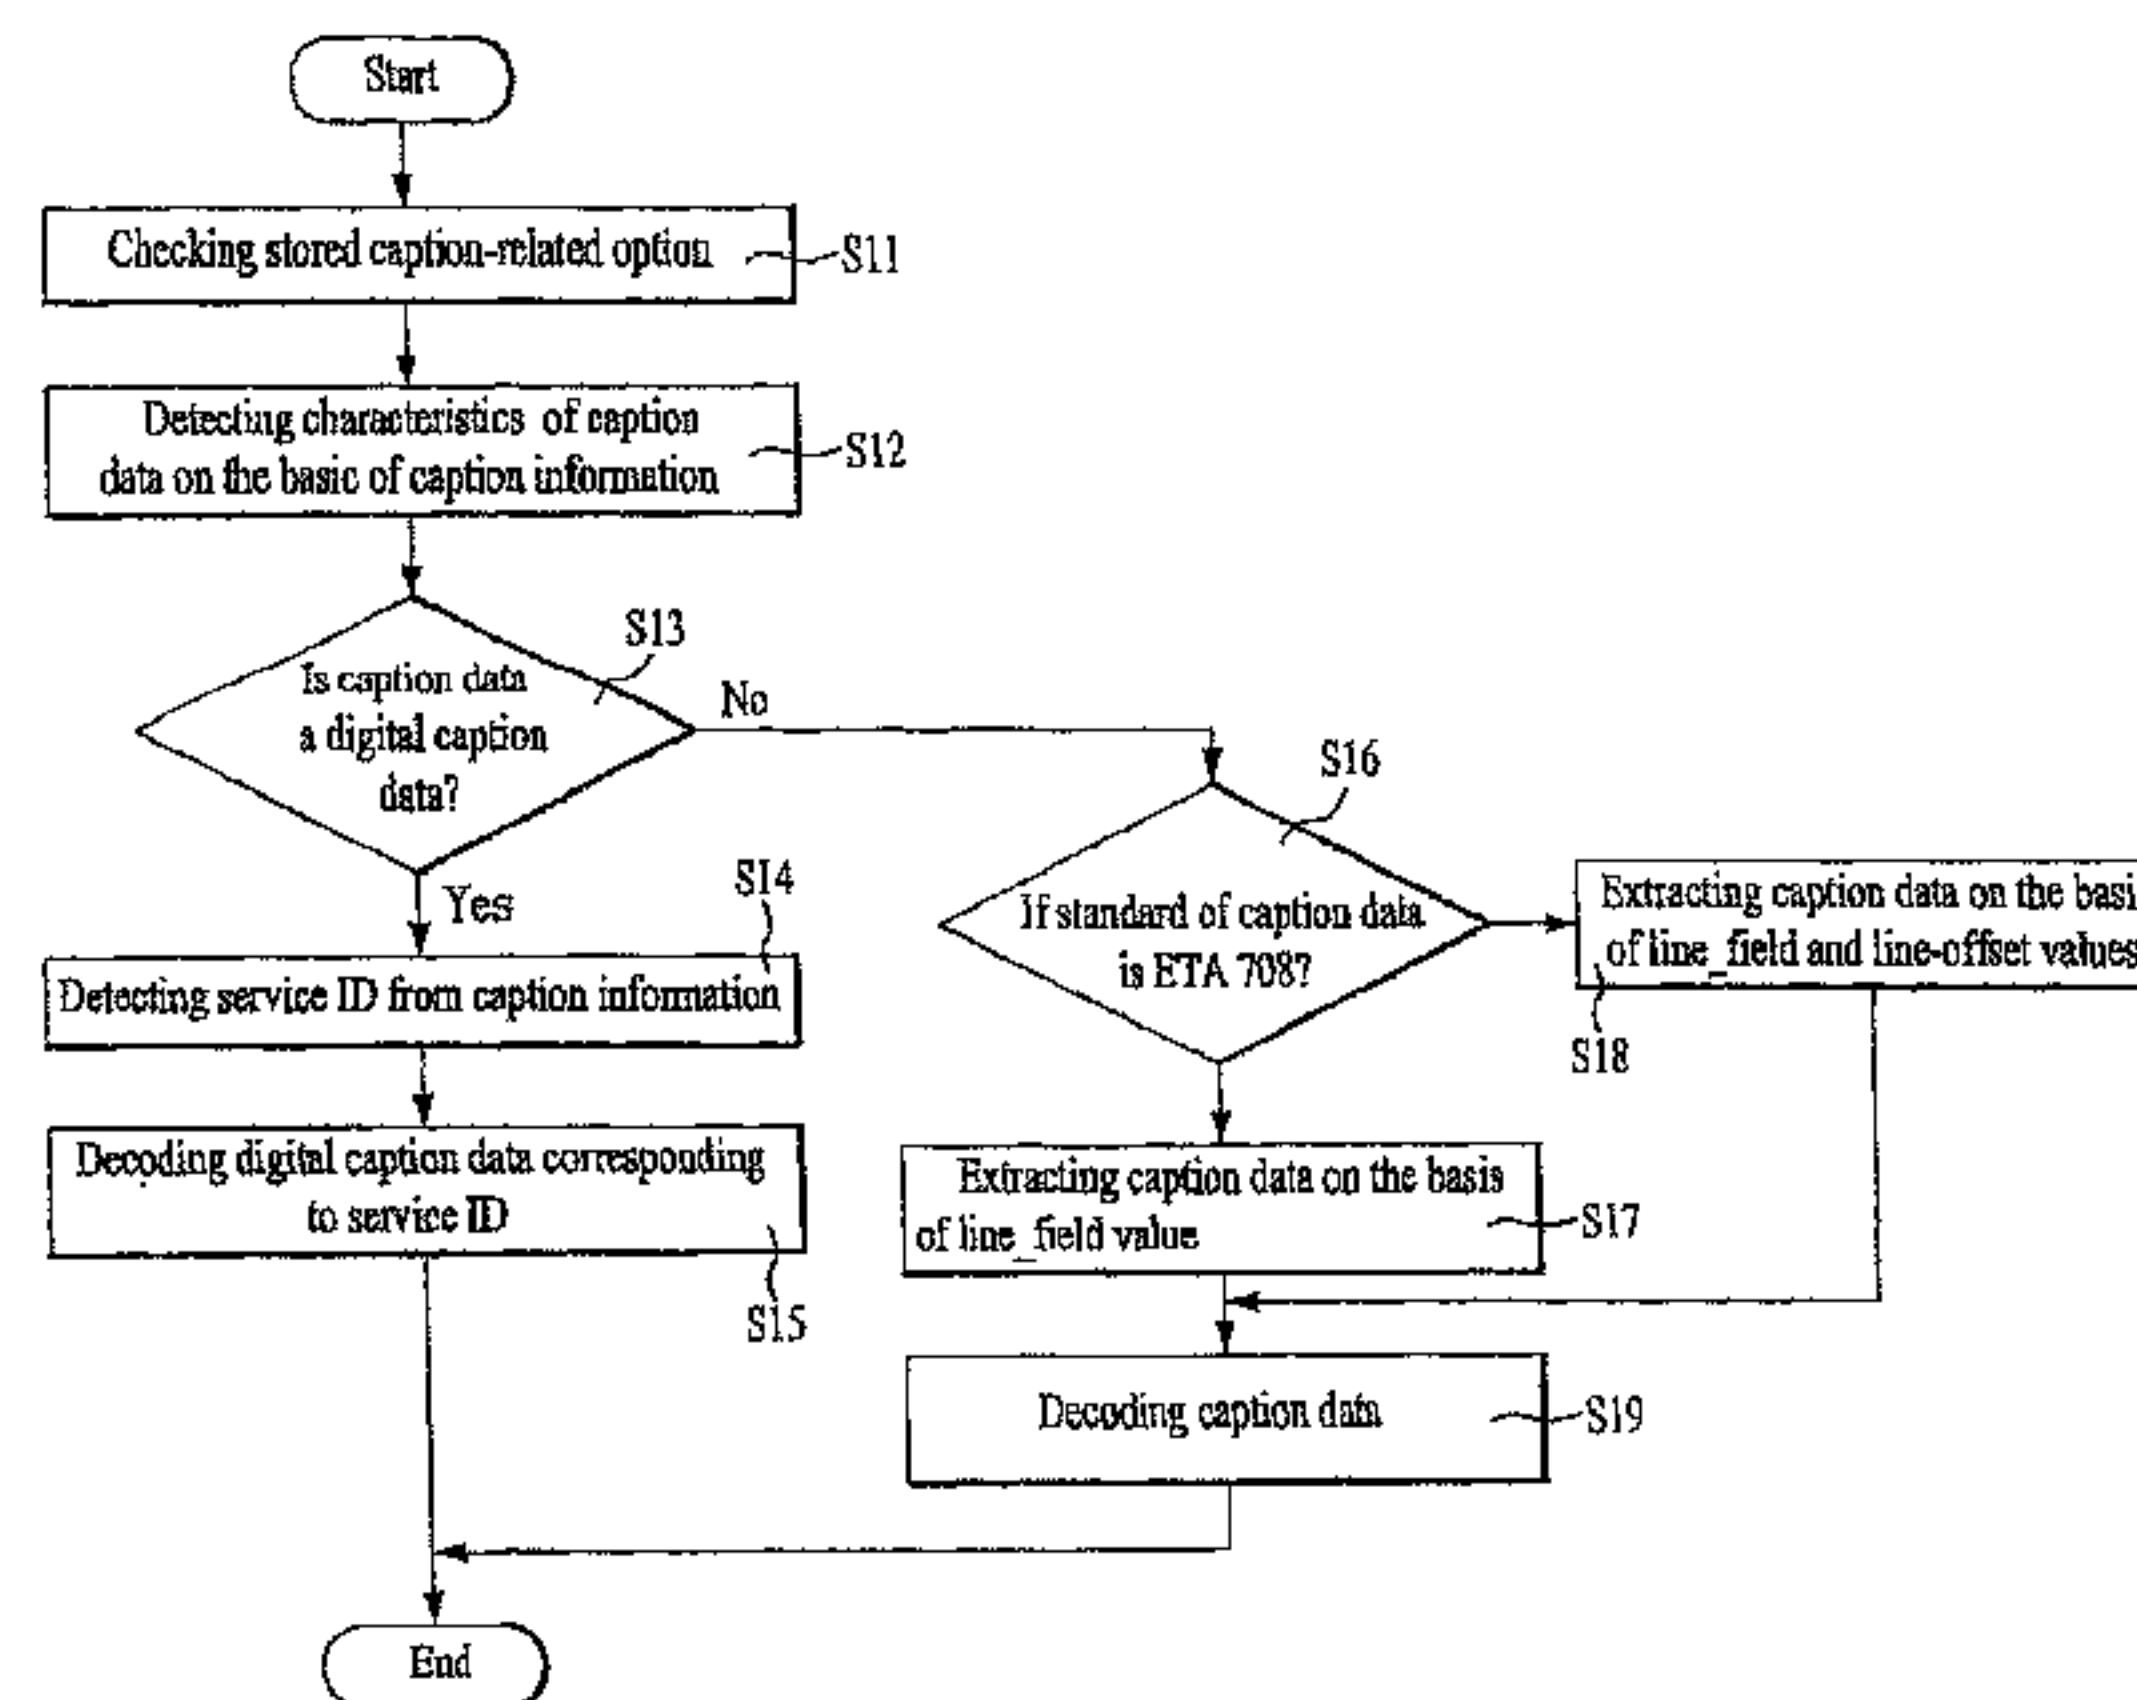 Start
Checking stored caption-related option
S11
Detecting characteristics of caption
data on the basic of caption information
S12
S13
Is caption data
a digital caption
data?
No
Yes
S14
Detecting service ID from caption information
Decoding digital caption data corresponding
to service ID
S15
S16
If standard of caption data
is ETA 708?
Extracting caption data on the basi
of line_field and line-offset values
S18
Extracting caption data on the basis
of line_field value
S17
Decoding caption data
S19
End